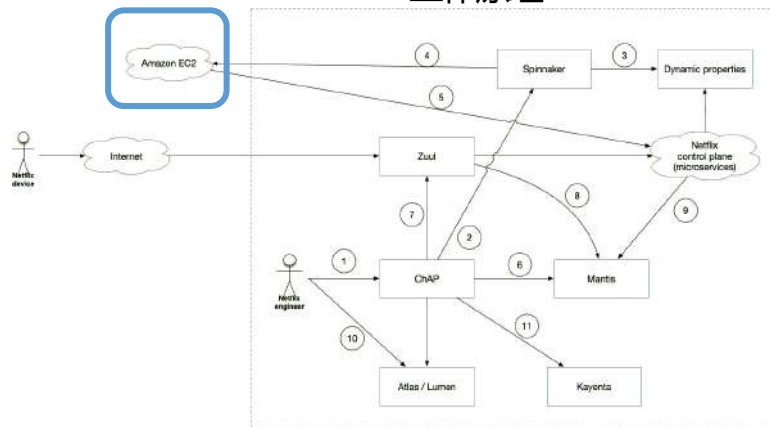 Amazon EC2
4
Spinnaker
3
Dynamic properties
5
Netflix
device
Internet
Zuul
Netflix
control plane
(microservices)
8
7
2
9
Netflix
engineer
1
ChAP
6
Mantis
10
11
Atlas / Lumen
Kayenta